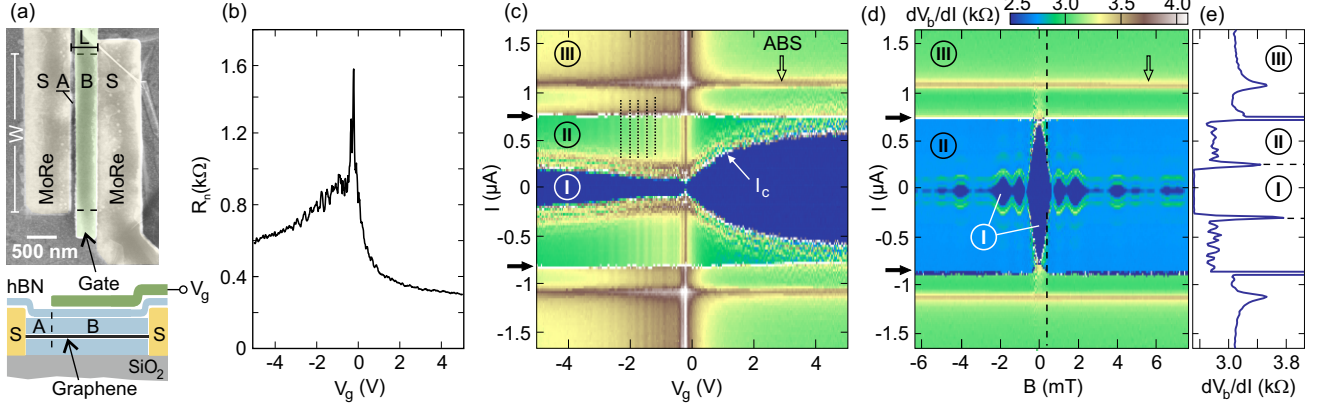 (a)
L
S
A
B
S
W
MoRe
MoRe
500 nm
Gate
hBN
Vg
S
A
B
S
SiO2
Graphene
(b)
Rn(kΩ)
1.6
1.2
0.8
0.4
0
-4 -2 0 2 4
Vg (V)
(c)
III
ABS
II
I
Ic
I (μA)
1
0.5
0
-0.5
-1
-1.5
-4 -2 0 2 4
Vg (V)
(d)
dVb/dI (kΩ)
2.5 3.0 3.5 4.0
III
II
I
I (μA)
1
0.5
0
-0.5
-1
-1.5
-6 -4 -2 0 2 4 6
B (mT)
(e)
III
II
I
3.0 3.8
dVb/dI (kΩ)